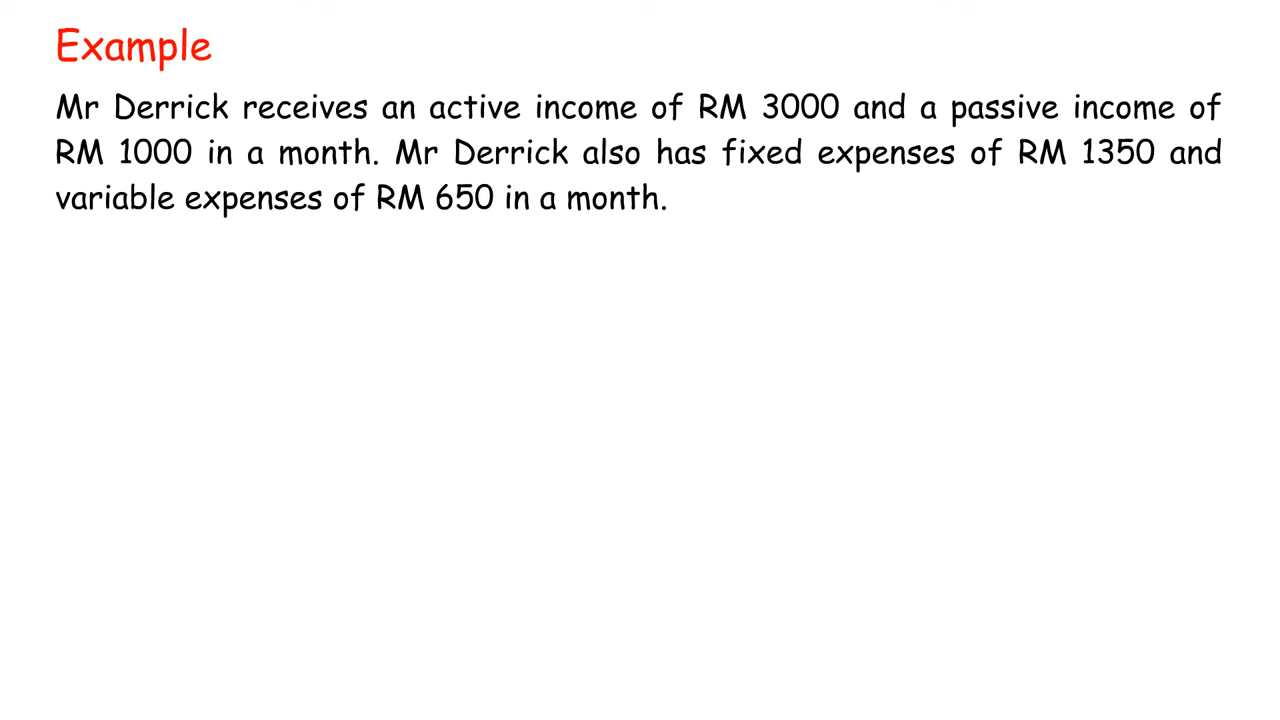 Example
Mr Derrick receives an active income of RM 3000 and a passive income of
RM 1000 in a month. Mr Derrick also has fixed expenses of RM 1350 and
variable expenses of RM 650 in a month.